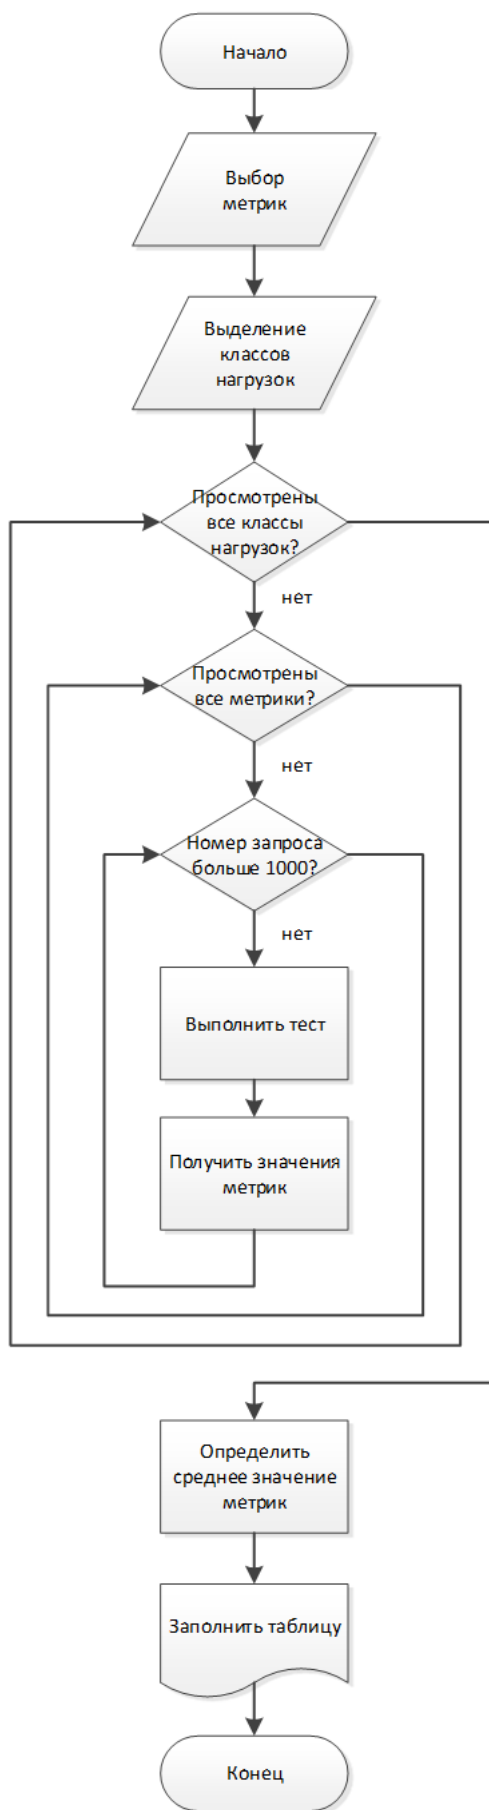 Начало
Выбор
метрик
Выделение
классов
нагрузок
Просмотрены
все классы
нагрузок?
нет
Просмотрены
все метрики?
нет
Номер запроса
больше 1000?
нет
Выполнить тест
Получить значения
метрик
Определить
среднее значение
метрик
Заполнить таблицу
Конец